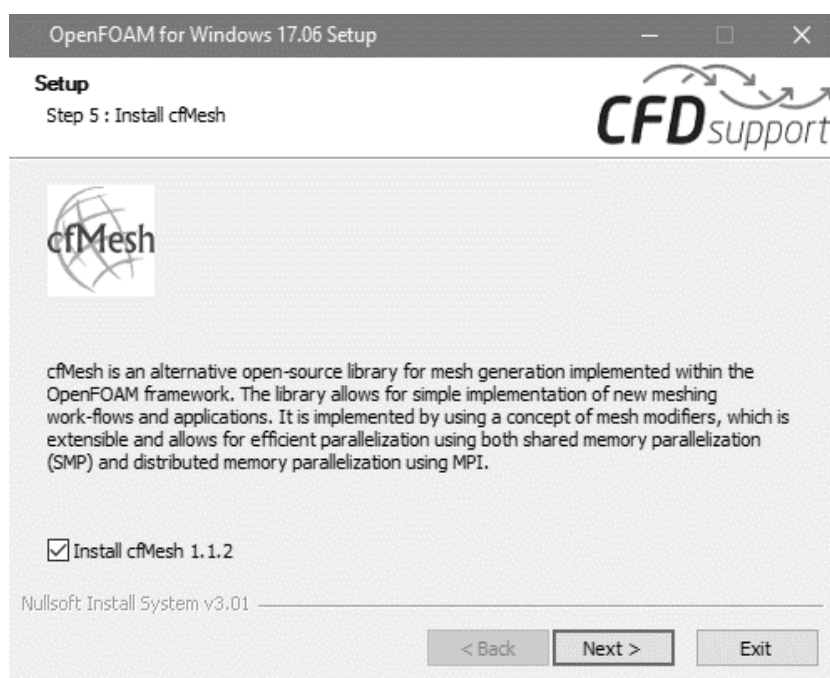 OpenFOAM for Windows 17.06 Setup
Setup
Step 5 : Install cfMesh
CFD support
cfMesh
cfMesh is an alternative open-source library for mesh generation implemented within the
OpenFOAM framework. The library allows for simple implementation of new meshing
work-flows and applications. It is implemented by using a concept of mesh modifiers, which is
extensible and allows for efficient parallelization using both shared memory parallelization
(SMP) and distributed memory parallelization using MPI.
Install cfMesh 1.1.2
Nullsoft Install System v3.01
< Back Next > Exit